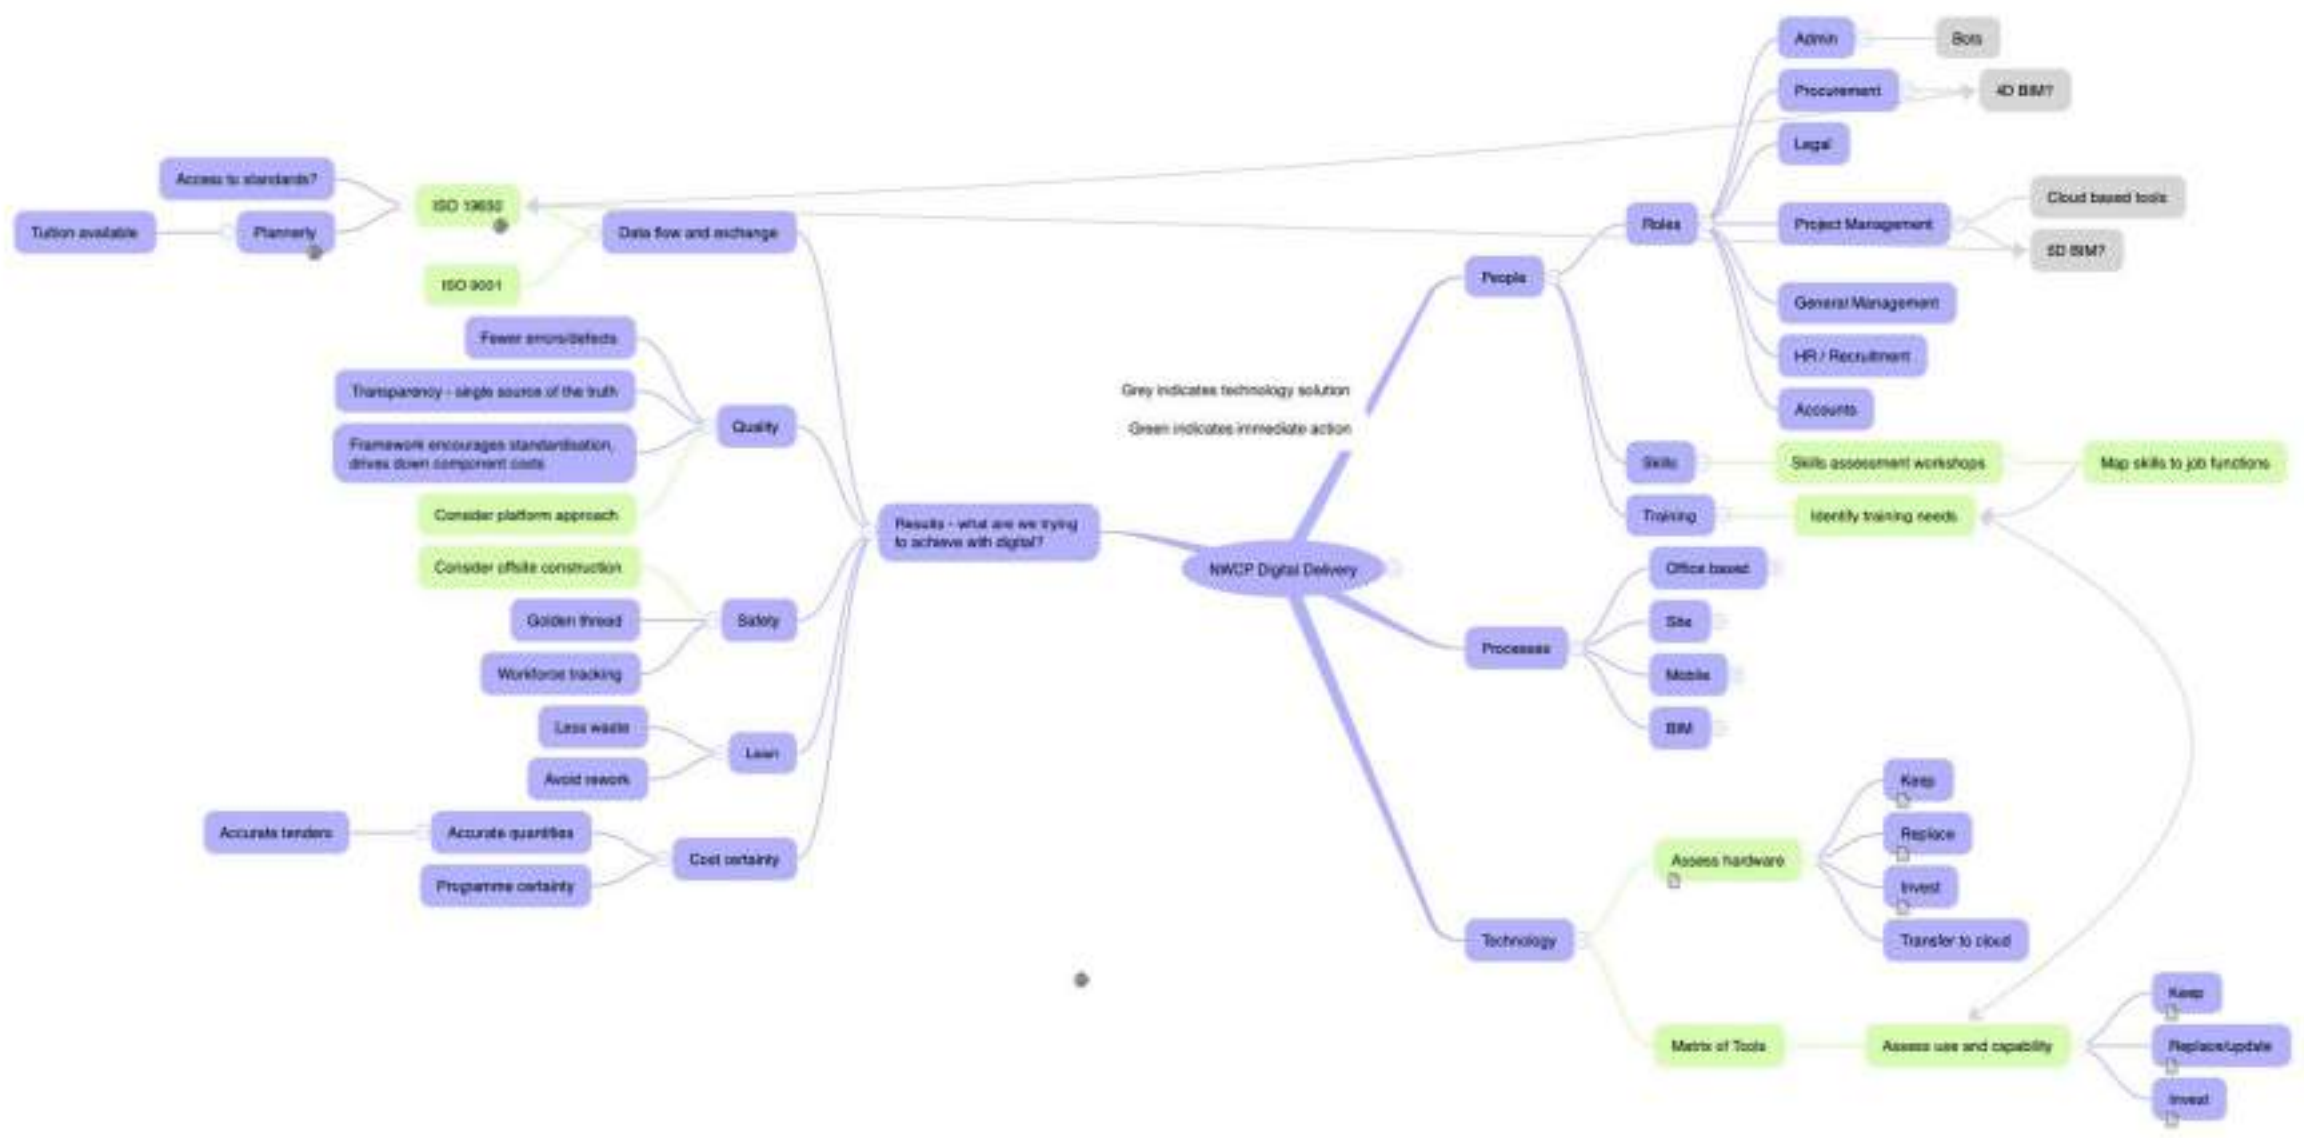 Admin
Bots
Procurement
4D BIM?
Legal
Access to standards?
ISO 19650
Cloud based tools
Tuition available
Plannerly
Data flow and exchange
Roles
Project Management
5D BIM?
People
ISO 9001
General Management
Fewer errors/defects
HR / Recruitment
Transparency - single source of the truth
Grey indicates technology solution
Accounts
Quality
Green indicates immediate action
Framework encourages standardisation,
drives down component costs
Skills
Skills assessment workshops
Map skills to job functions
Consider platform approach
Results - what are we trying
to achieve with digital?
Training
Identify training needs
Consider offsite construction
NWCP Digital Delivery
Office based
Golden thread
Safety
Site
Processes
Workforce tracking
Mobile
Less waste
BIM
Lean
Avoid rework
Keep
Accurate tenders
Accurate quantities
Replace
Cost certainty
Assess hardware
Programme certainty
Invest
Technology
Transfer to cloud
Keep
Matrix of Tools
Assess use and capability
Replace/update
Invest